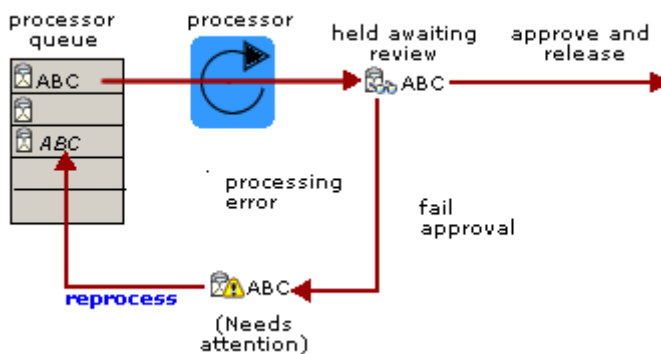 processor
queue
processor
held awaiting
review
approve and
release
ABC
ABC
ABC
processing
error
fail
approval
reprocess
ABC
(Needs
attention)